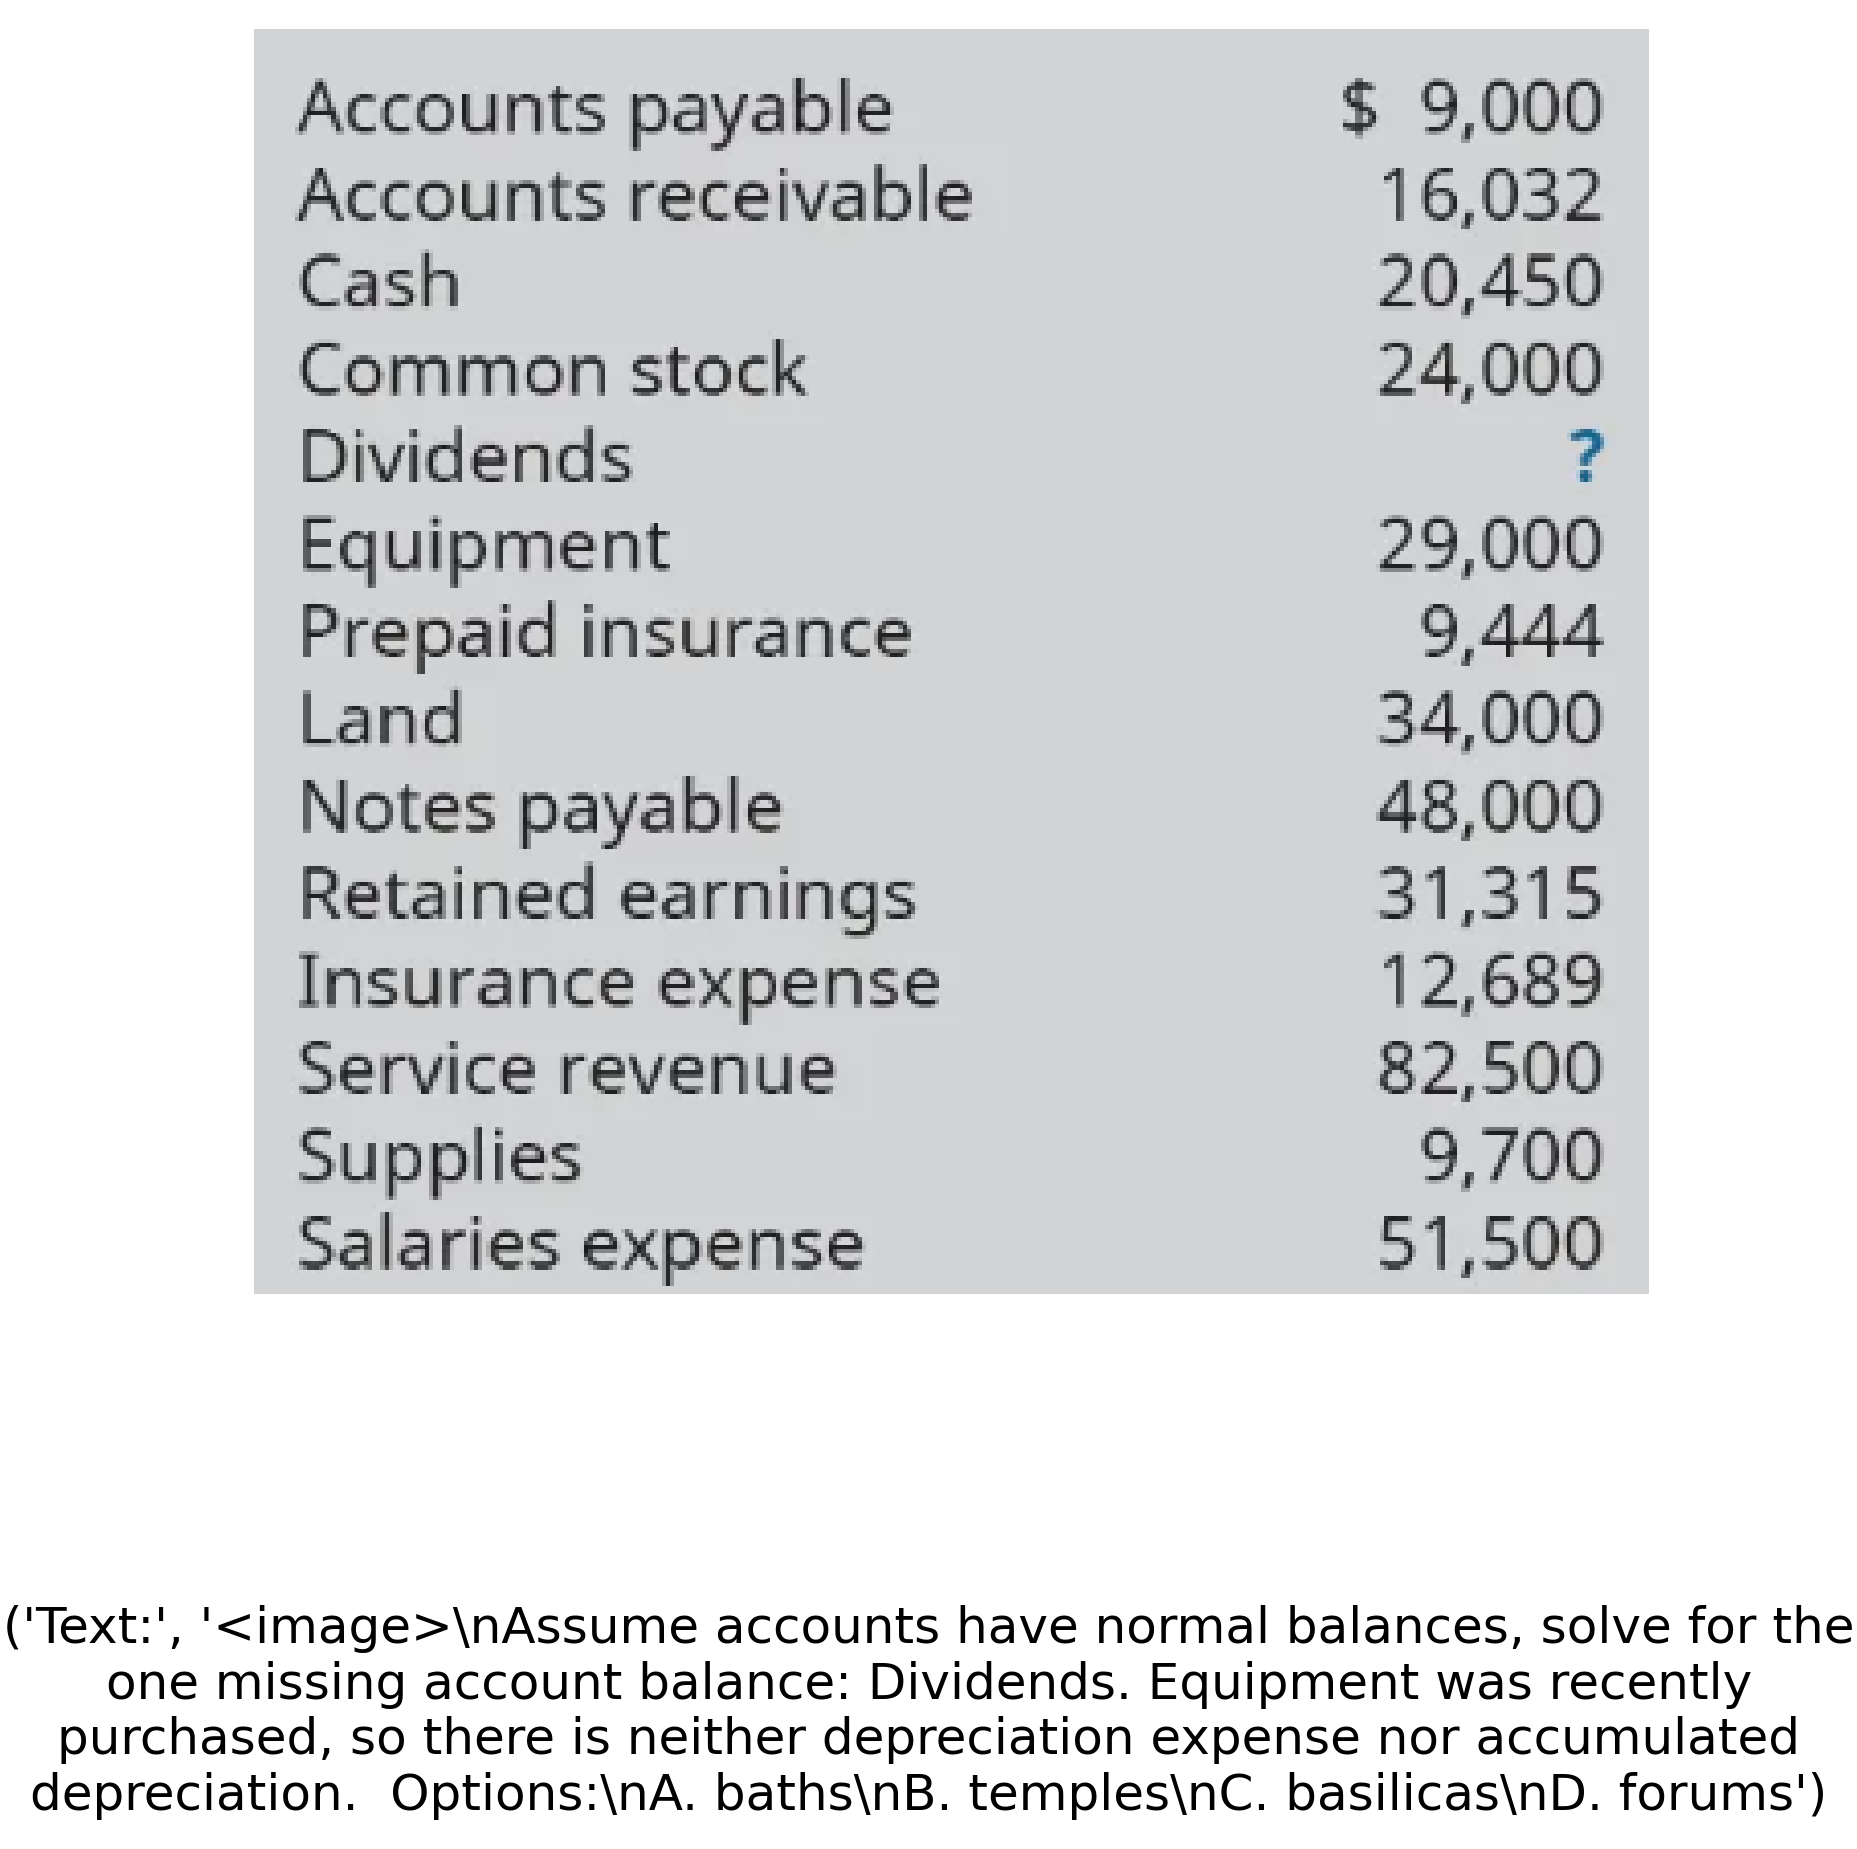 Accounts payable $ 9,000
Accounts receivable 16,032
Cash 20,450
Common stock 24,000
Dividends ?
Equipment 29,000
Prepaid insurance 9,444
Land 34,000
Notes payable 48,000
Retained earnings 31,315
Insurance expense 12,689
Service revenue 82,500
Supplies 9,700
Salaries expense 51,500
('Text:', '<image>\nAssume accounts have normal balances, solve for the
one missing account balance: Dividends. Equipment was recently
purchased, so there is neither depreciation expense nor accumulated
depreciation.  Options:\nA. baths\nB. temples\nC. basilicas\nD. forums')